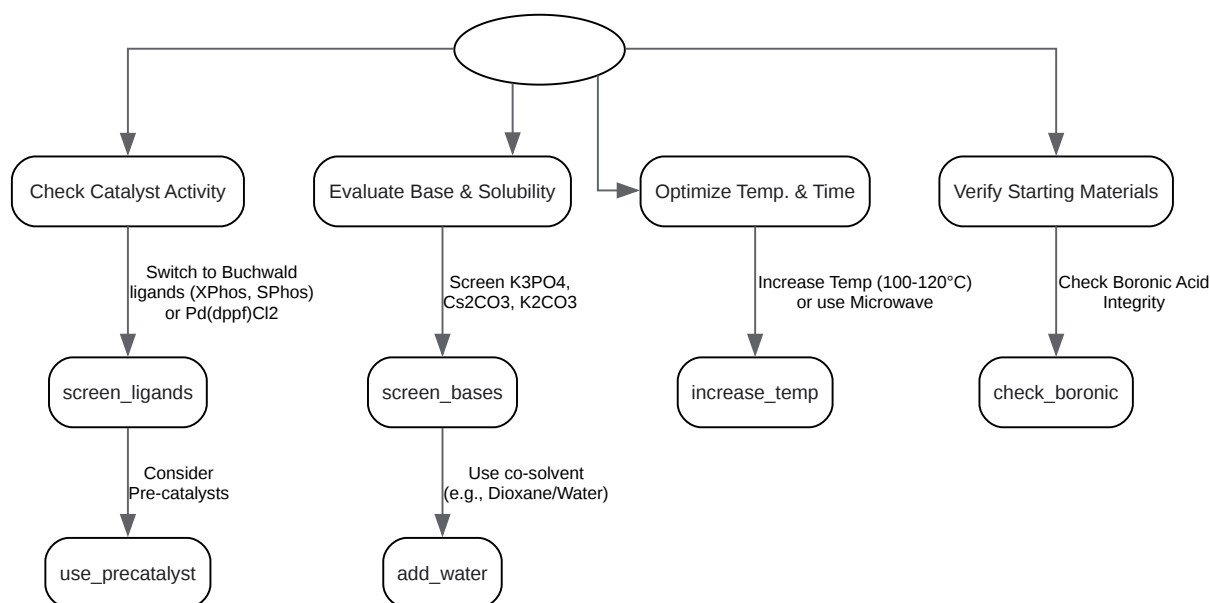 Check Catalyst Activity
Evaluate Base & Solubility
Optimize Temp. & Time
Verify Starting Materials
Switch to Buchwald
ligands (XPhos, SPhos)
or Pd(dppf)Cl2
Screen K3PO4,
Cs2CO3, K2CO3
Increase Temp (100-120°C)
or use Microwave
Check Boronic Acid
Integrity
screen_ligands
screen_bases
increase_temp
check_boronic
Consider
Pre-catalysts
Use co-solvent
(e.g., Dioxane/Water)
use_precatalyst
add_water